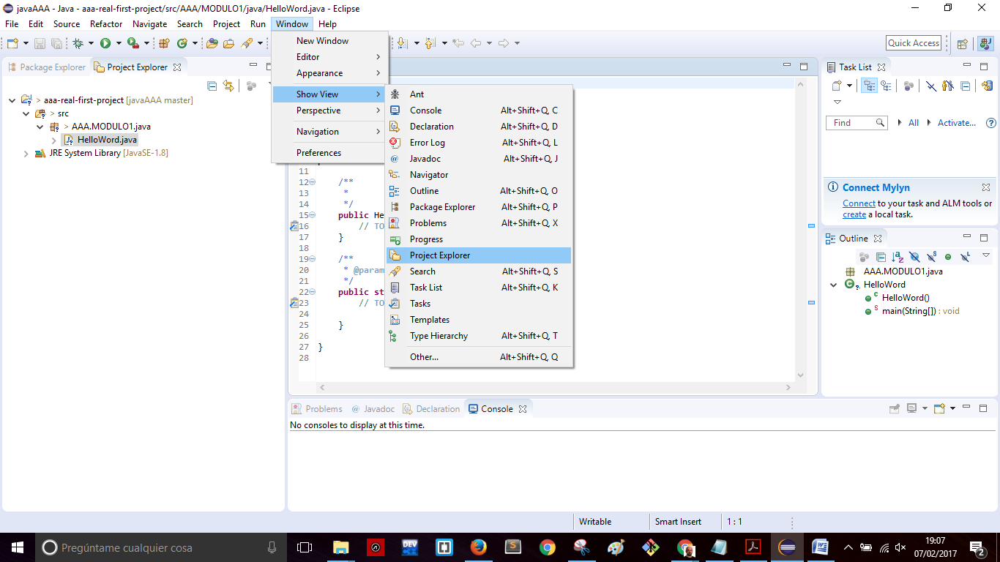 javaAAA - Java - aaa-real-first-project/src/AAA/MODULO1/java/HelloWord.java - Eclipse
File Edit Source Refactor Navigate Search Project Run Window Help
Quick Access
Package Explorer Project Explorer
> aaa-real-first-project [javaAAA master]
> src
> AAA.MODULO1.java
HelloWord.java
JRE System Library [JavaSE-1.8]
New Window
Editor
Appearance
Show View
Perspective
Navigation
Preferences
Ant
Console Alt+Shift+Q, C
Declaration Alt+Shift+Q, D
Error Log Alt+Shift+Q, L
Javadoc Alt+Shift+Q, J
Navigator
Outline Alt+Shift+Q, O
Package Explorer Alt+Shift+Q, P
Problems Alt+Shift+Q, X
Progress
Project Explorer
Search Alt+Shift+Q, S
Task List Alt+Shift+Q, K
Tasks
Templates
Type Hierarchy Alt+Shift+Q, T
Other... Alt+Shift+Q, Q
11
12 /**
13 *
14 */
15 public He
16 // TO
17 }
18
19 /**
20 * @param
21 */
22 public st
23 // TO
24
25 }
26
27 }
28
Task List
Find All Activate...
Connect Mylyn
Connect to your task and ALM tools or
create a local task.
Outline
AAA.MODULO1.java
HelloWord
HelloWord()
main(String[]) : void
Problems Javadoc Declaration Console
No consoles to display at this time.
Writable Smart Insert 1 : 1
Pregúntame cualquier cosa
DEV
19:07
07/02/2017
2